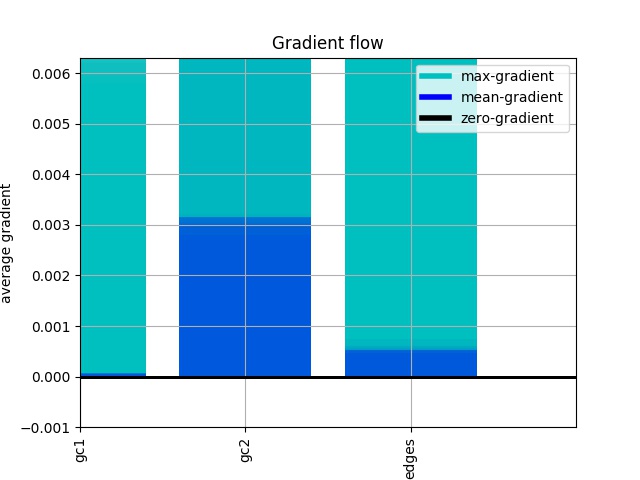 Gradient flow
max-gradient
mean-gradient
zero-gradient
average gradient
0.006
0.005
0.004
0.003
0.002
0.001
0.000
−0.001
gc1
gc2
edges